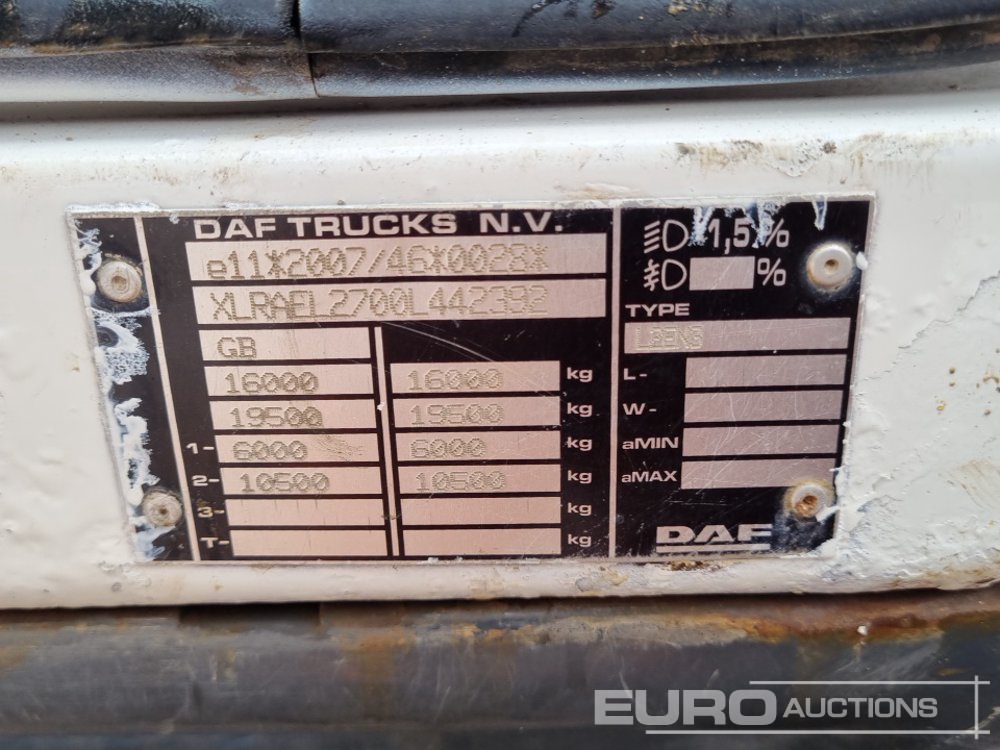 DAF TRUCKS N.V.
e11*2007/46*0028*
XLRAEL2700L442392
GB
16000 16000 kg
19500 19500 kg
1- 6000 6000 kg
2- 10500 10500 kg
3- kg
T- kg
1,5%
%
TYPE
L-
W-
aMIN
aMAX
DAF
EURO AUCTIONS